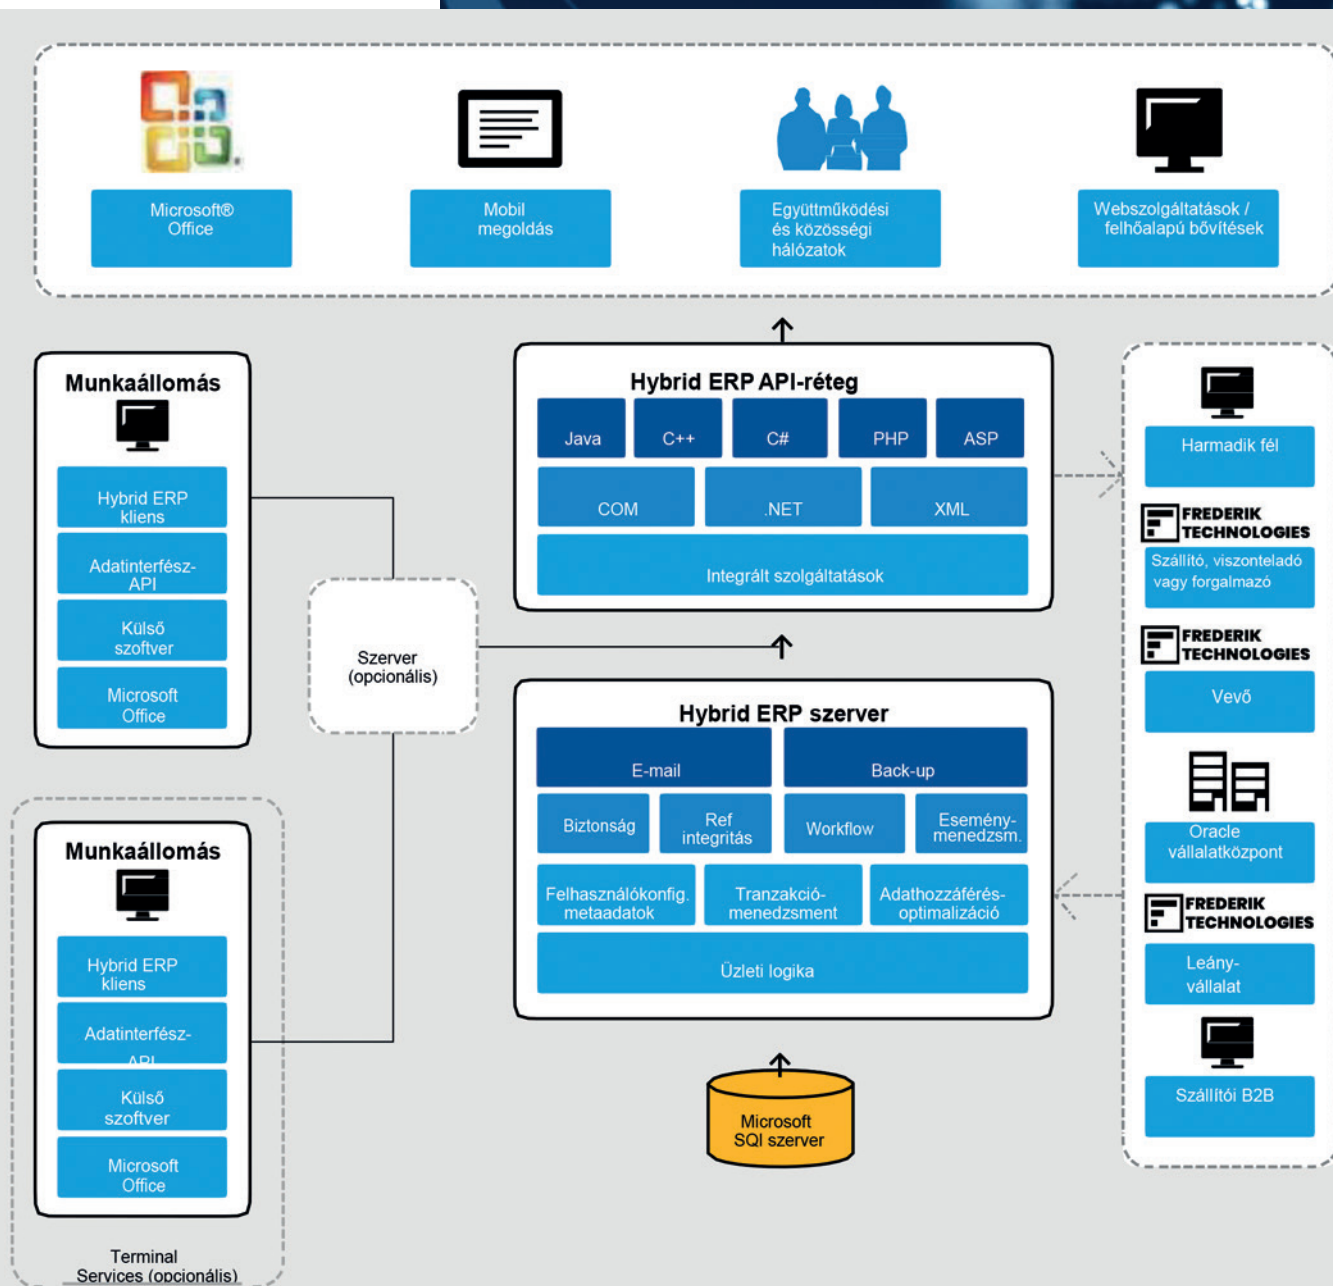 Microsoft®
Office
Mobil
megoldás
Együttműködési
és közösségi
hálózatok
Webszolgáltatások /
felhőalapú bővítések
Munkaállomás
Hybrid ERP
kliens
Adatinterfész-
API
Külső
szoftver
Microsoft
Office
Szerver
(opcionális)
Hybrid ERP API-réteg
Java
C++
C#
PHP
ASP
COM
.NET
XML
Integrált szolgáltatások
Hybrid ERP szerver
E-mail
Back-up
Biztonság
Ref
integritás
Workflow
Esemény-
menedzsm.
Felhasználókonfig.
metaadatok
Tranzakció-
menedzsment
Adathozzáférés-
optimalizáció
Üzleti logika
Microsoft
SQl szerver
Harmadik fél
FREDERIK
TECHNOLOGIES
Szállító, viszonteladó
vagy forgalmazó
FREDERIK
TECHNOLOGIES
Vevő
Oracle
vállalatközpont
FREDERIK
TECHNOLOGIES
Leány-
vállalat
Szállítói B2B
Munkaállomás
Hybrid ERP
kliens
Adatinterfész-
API
Külső
szoftver
Microsoft
Office
Terminal
Services (opcionális)